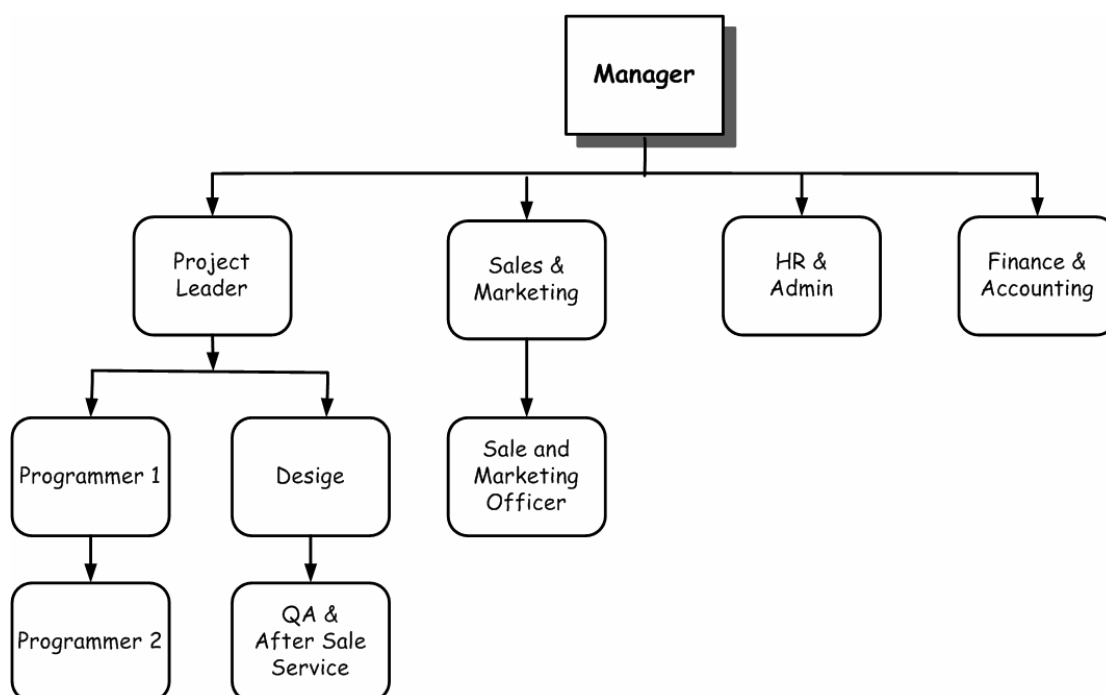 Manager
Project
Leader
Sales &
Marketing
HR &
Admin
Finance &
Accounting
Programmer 1
Desige
Sale and
Marketing
Officer
Programmer 2
QA &
After Sale
Service